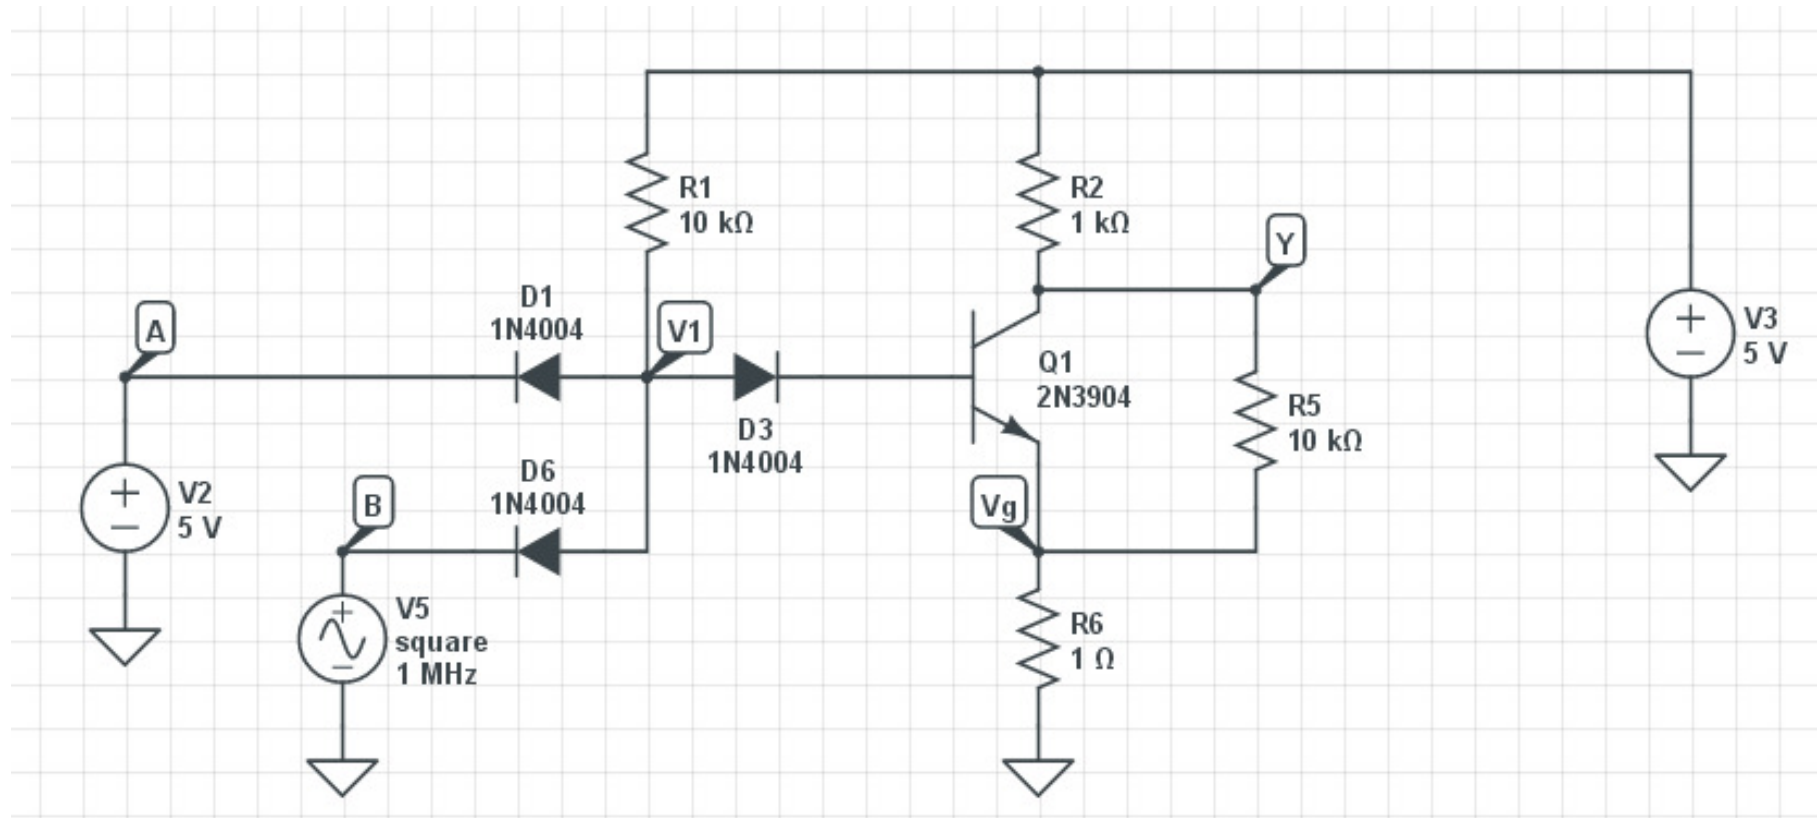 R1
10 kΩ
R2
1 kΩ
Y
D1
1N4004
A
V1
V3
5 V
Q1
2N3904
R5
10 kΩ
D3
1N4004
D6
1N4004
V2
5 V
B
Vg
V5
square
1 MHz
R6
1 Ω